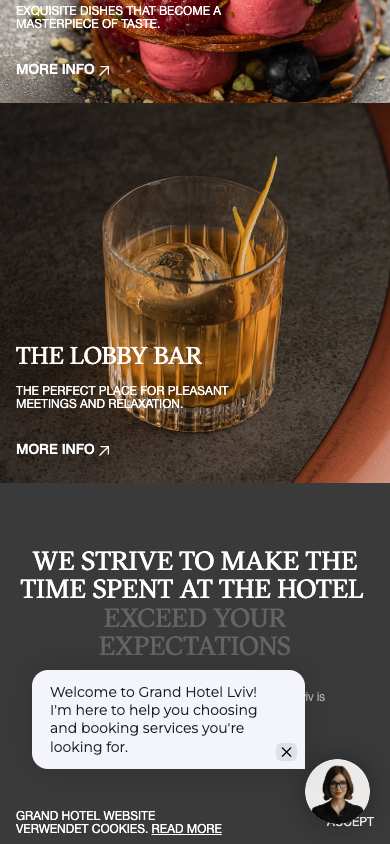 EXQUISITE DISHES THAT BECOME A
MASTERPIECE OF TASTE.
MORE INFO
THE LOBBY BAR
THE PERFECT PLACE FOR PLEASANT
MEETINGS AND RELAXATION.
MORE INFO
WE STRIVE TO MAKE THE
TIME SPENT AT THE HOTEL
EXCEED YOUR
EXPECTATIONS
iv is
Welcome to Grand Hotel Lviv!
I'm here to help you choosing
and booking services you're
looking for.
GRAND HOTEL WEBSITE
VERWENDET COOKIES. READ MORE
ACCEPT